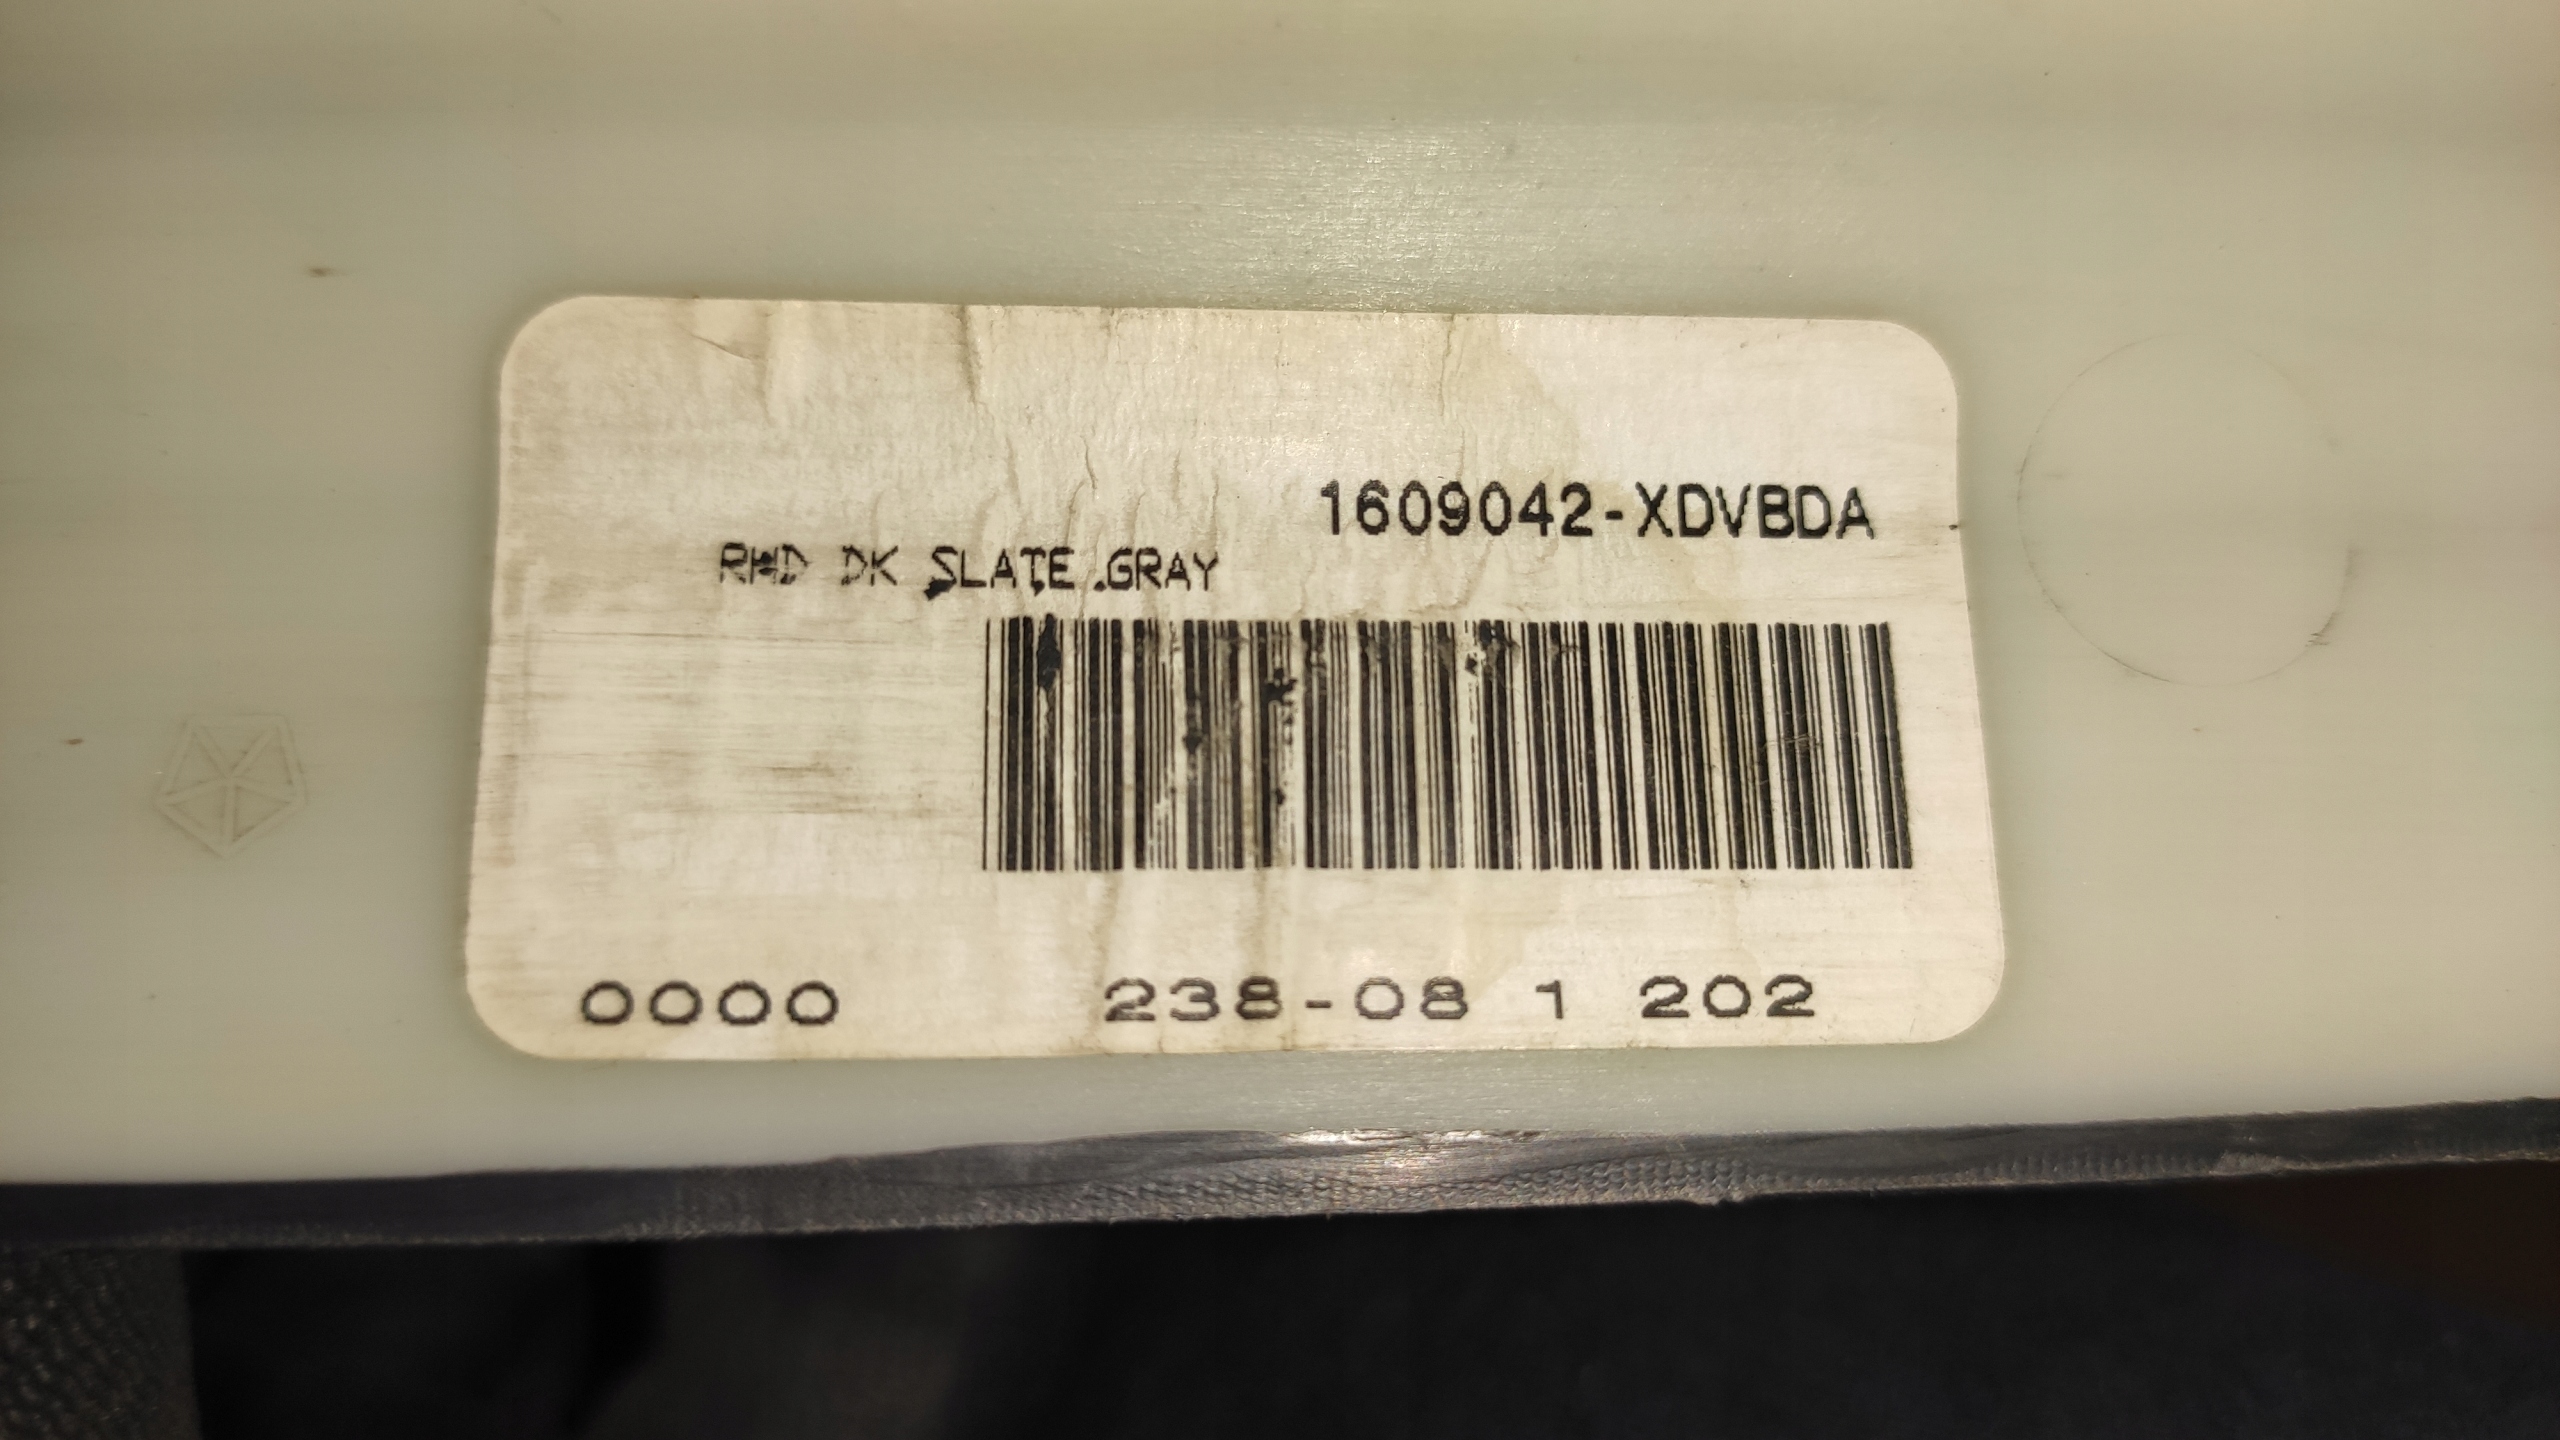 1609042-XDVBDA
RHD DK SLATE GRAY
0000 238-08 1 202